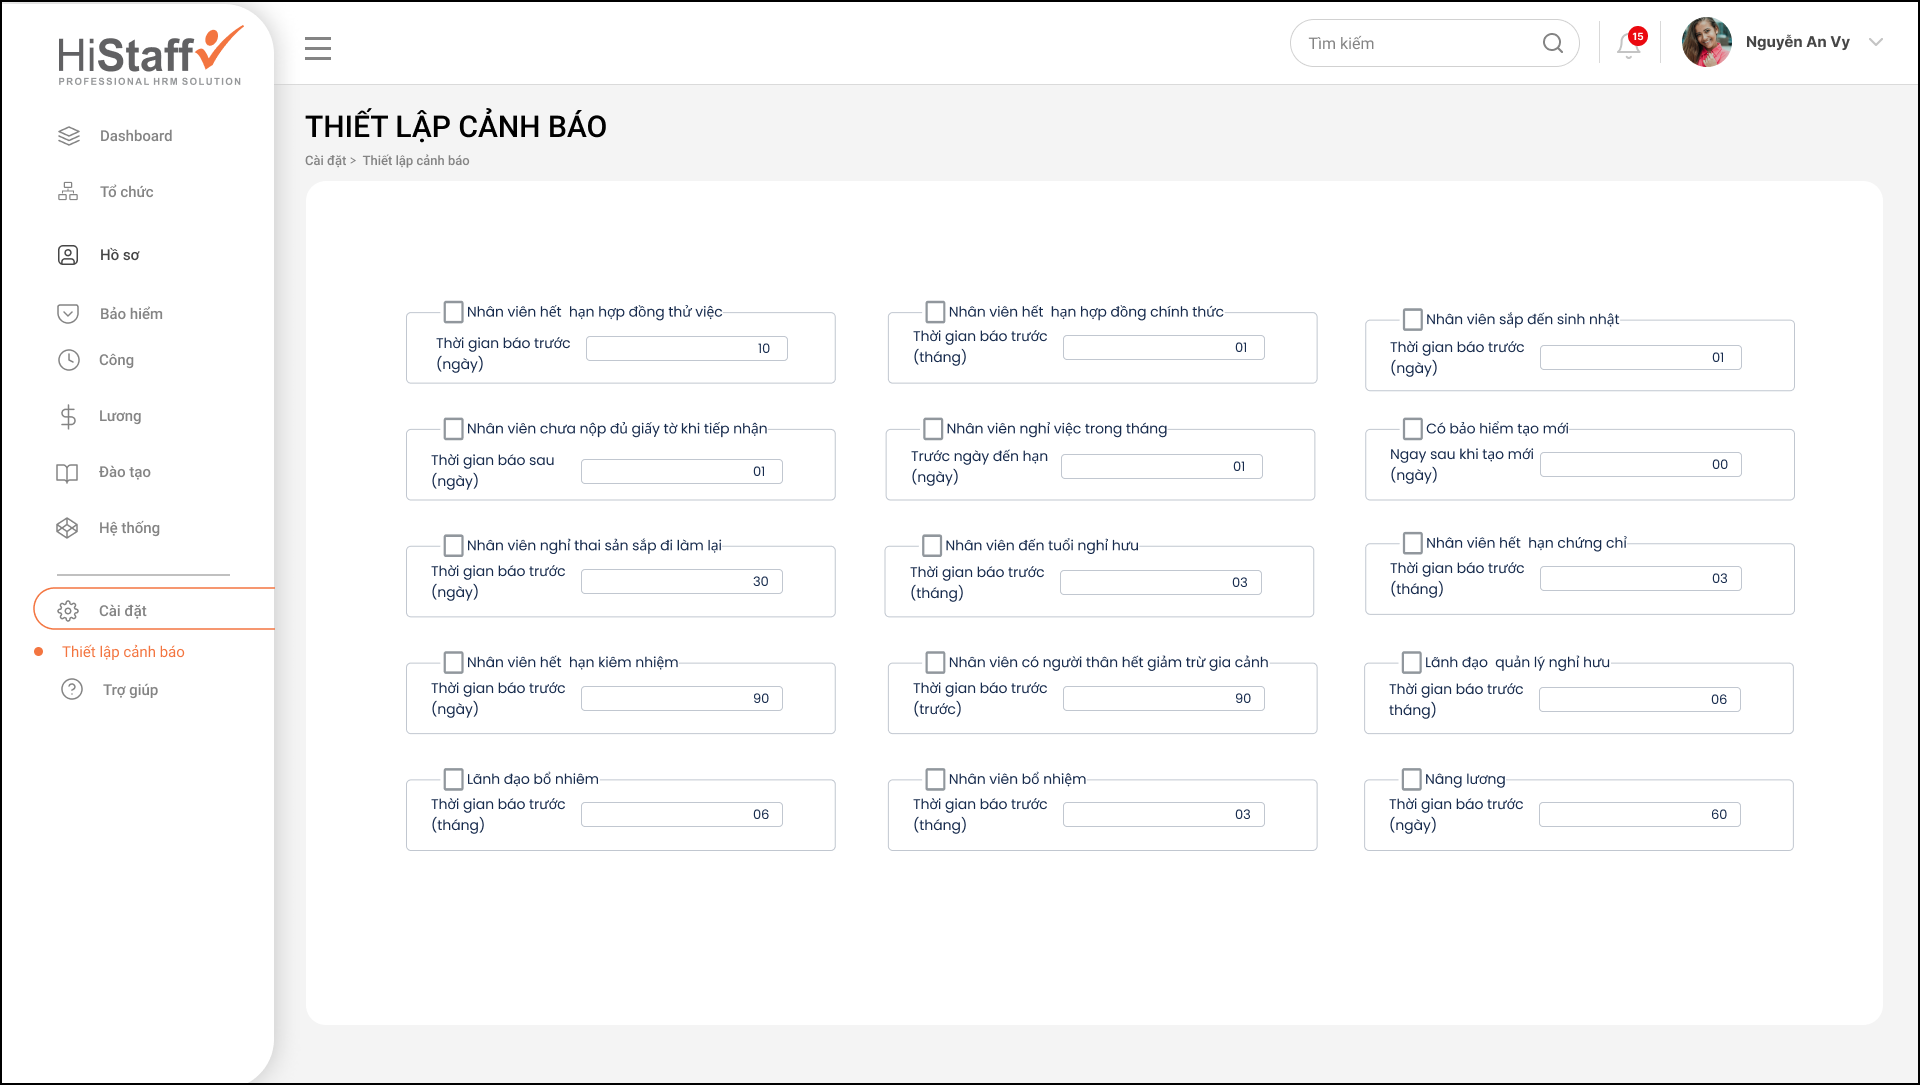 HiStaff
PROFESSIONAL HRM SOLUTION
Tìm kiếm
15
Nguyễn An Vy
Dashboard
Tổ chức
Hồ sơ
Bảo hiểm
Công
Lương
Đào tạo
Hệ thống
Cài đặt
Thiết lập cảnh báo
Trợ giúp
THIẾT LẬP CẢNH BÁO
Cài đặt > Thiết lập cảnh báo
Nhân viên hết hạn hợp đồng thử việc
Thời gian báo trước
(ngày)
10
Nhân viên hết hạn hợp đồng chính thức
Thời gian báo trước
(tháng)
01
Nhân viên sắp đến sinh nhật
Thời gian báo trước
(ngày)
01
Nhân viên chưa nộp đủ giấy tờ khi tiếp nhận
Thời gian báo sau
(ngày)
01
Nhân viên nghỉ việc trong tháng
Trước ngày đến hạn
(ngày)
01
Có bảo hiểm tạo mới
Ngay sau khi tạo mới
(ngày)
00
Nhân viên nghỉ thai sản sắp đi làm lại
Thời gian báo trước
(ngày)
30
Nhân viên đến tuổi nghỉ hưu
Thời gian báo trước
(tháng)
03
Nhân viên hết hạn chứng chỉ
Thời gian báo trước
(tháng)
03
Nhân viên hết hạn kiêm nhiệm
Thời gian báo trước
(ngày)
90
Nhân viên có người thân hết giảm trừ gia cảnh
Thời gian báo trước
(trước)
90
Lãnh đạo quản lý nghỉ hưu
Thời gian báo trước
tháng)
06
Lãnh đạo bổ nhiêm
Thời gian báo trước
(tháng)
06
Nhân viên bổ nhiệm
Thời gian báo trước
(tháng)
03
Nâng lương
Thời gian báo trước
(ngày)
60